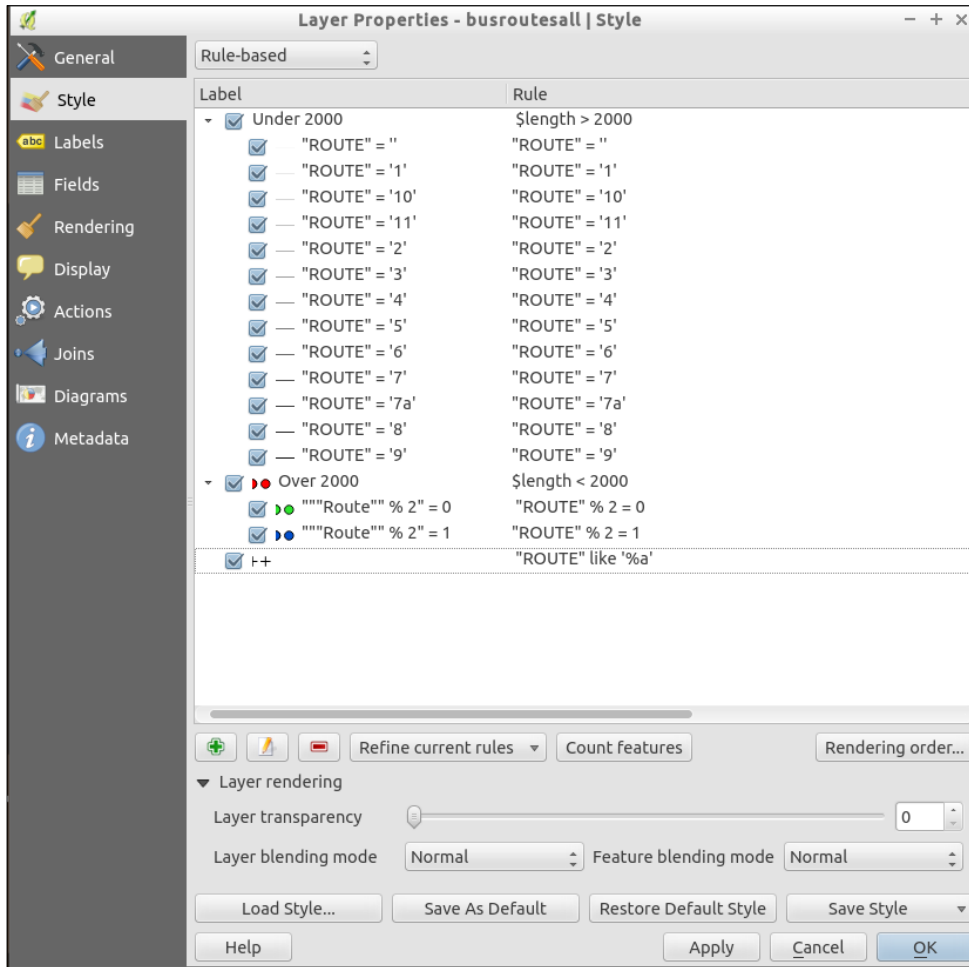 Layer Properties - busroutesall | Style
General
Style
Labels
Fields
Rendering
Display
Actions
Joins
Diagrams
Metadata
abc
Rule-based
Label Rule
Under 2000 $length > 2000
"ROUTE" = '' "ROUTE" = ''
"ROUTE" = '1' "ROUTE" = '1'
"ROUTE" = '10' "ROUTE" = '10'
"ROUTE" = '11' "ROUTE" = '11'
"ROUTE" = '2' "ROUTE" = '2'
"ROUTE" = '3' "ROUTE" = '3'
"ROUTE" = '4' "ROUTE" = '4'
"ROUTE" = '5' "ROUTE" = '5'
"ROUTE" = '6' "ROUTE" = '6'
"ROUTE" = '7' "ROUTE" = '7'
"ROUTE" = '7a' "ROUTE" = '7a'
"ROUTE" = '8' "ROUTE" = '8'
"ROUTE" = '9' "ROUTE" = '9'
Over 2000 $length < 2000
"""Route"" % 2" = 0 "ROUTE" % 2 = 0
"""Route"" % 2" = 1 "ROUTE" % 2 = 1
"ROUTE" like '%a'
Refine current rules Count features Rendering order...
Layer rendering
Layer transparency 0
Layer blending mode Normal Feature blending mode Normal
Load Style... Save As Default Restore Default Style Save Style
Help Apply Cancel OK